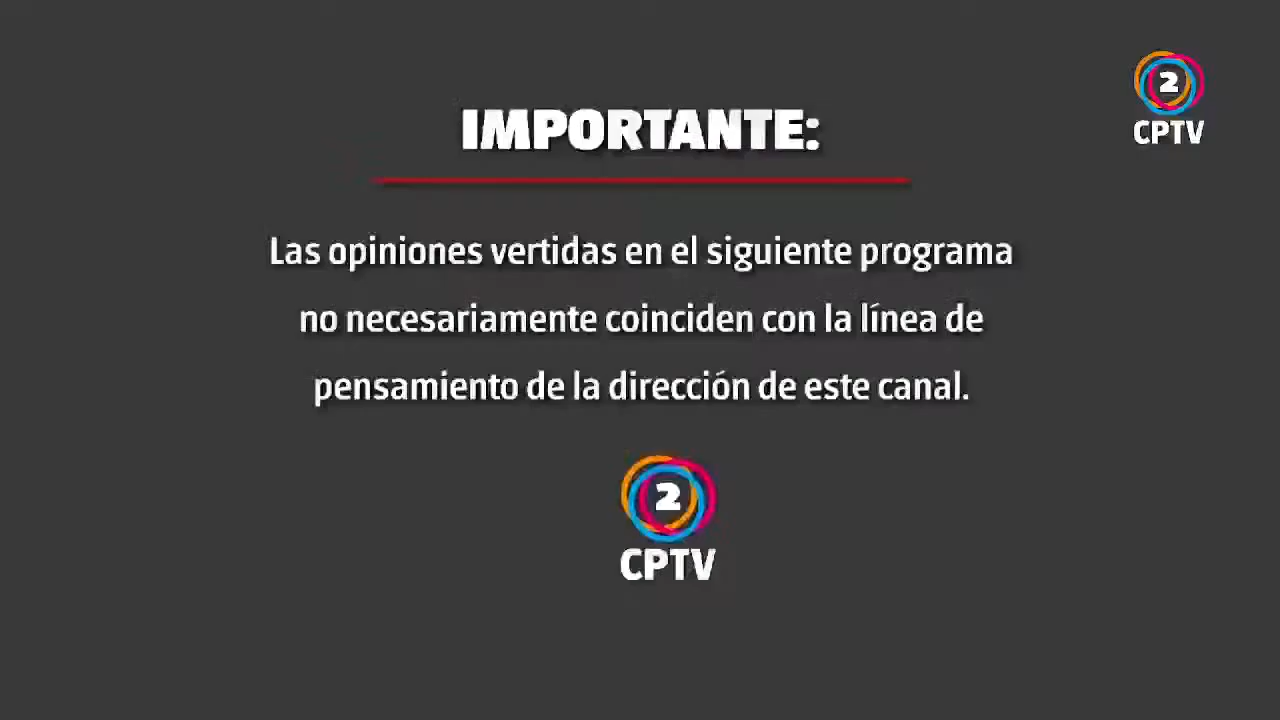 2
CPTV
IMPORTANTE:
Las opiniones vertidas en el siguiente programa
no necesariamente coinciden con la línea de
pensamiento de la dirección de este canal.
2
CPTV